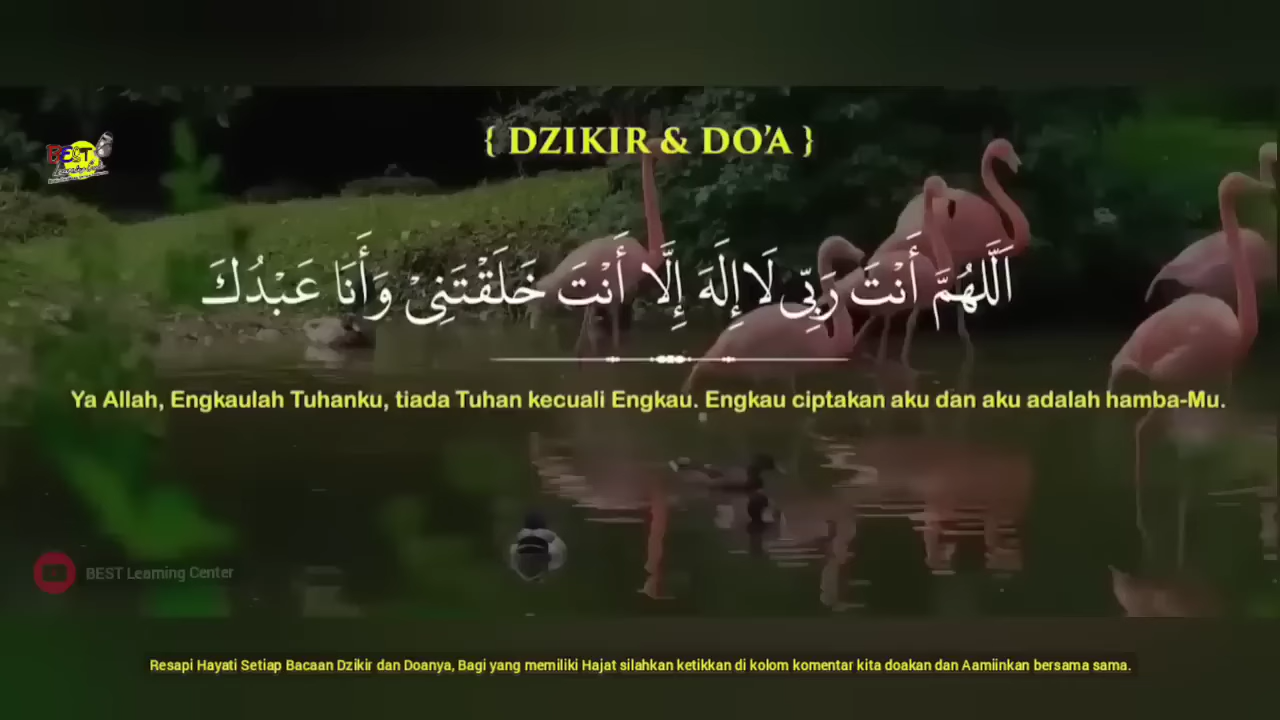 { DZIKIR & DO'A }
BEST
اَللَّهُمَّ أَنْتَ رَبِّى لَا إِلَهَ إِلَّا أَنْتَ خَلَقْتَنِىْ وَأَنَا عَبْدُكَ
Ya Allah, Engkaulah Tuhanku, tiada Tuhan kecuali Engkau. Engkau ciptakan aku dan aku adalah hamba-Mu.
BEST Learning Center
Resapi Hayati Setiap Bacaan Dzikir dan Doanya, Bagi yang memiliki Hajat silahkan ketikkan di kolom komentar kita doakan dan Aamiinkan bersama sama.